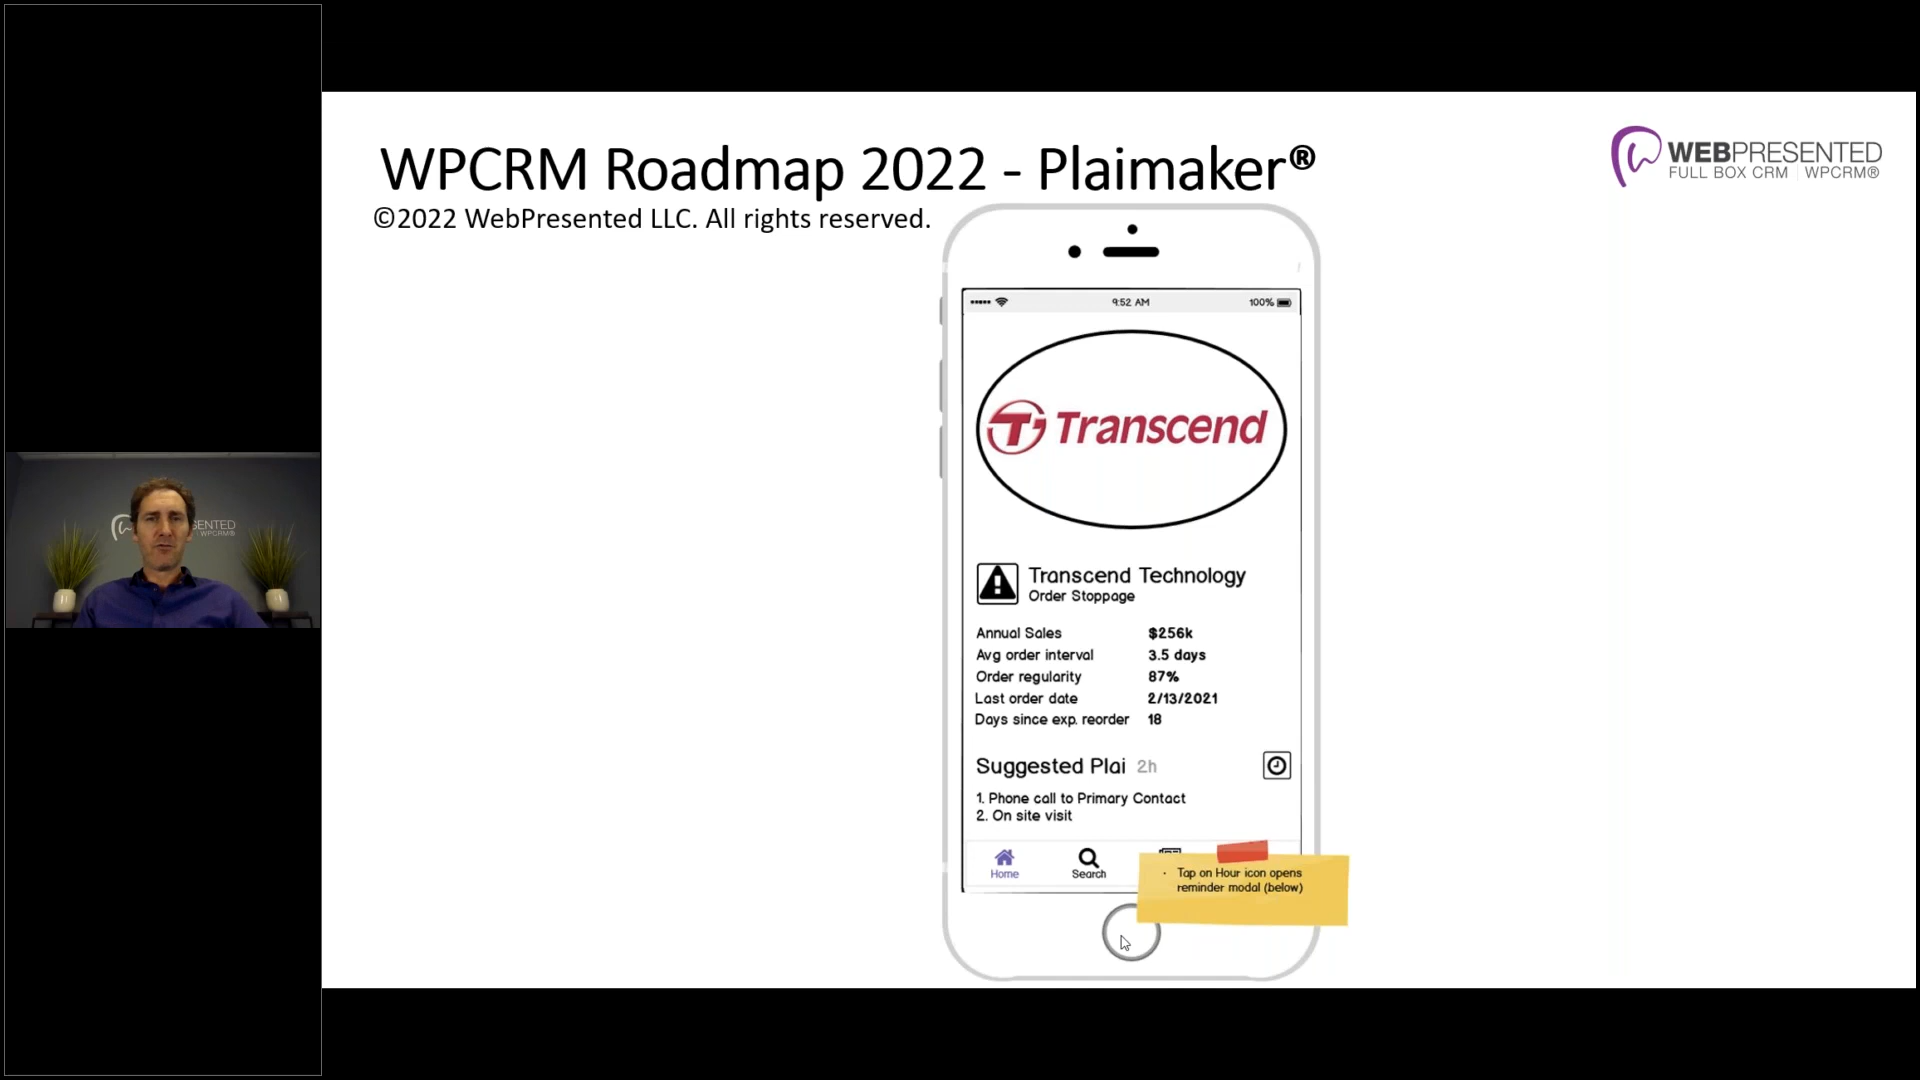 WPCRM Roadmap 2022 - Plaimaker®
©2022 WebPresented LLC. All rights reserved.
WEBPRESENTED
FULL BOX CRM | WPCRM®
9:52 AM
100%
Transcend
Transcend Technology
Order Stoppage
Annual Sales $256k
Avg order interval 3.5 days
Order regularity 87%
Last order date 2/13/2021
Days since exp. reorder 18
Suggested Plai 2h
1. Phone call to Primary Contact
2. On site visit
Home
Search
· Tap on Hour icon opens
reminder modal (below)
SENTED
WPCRM®